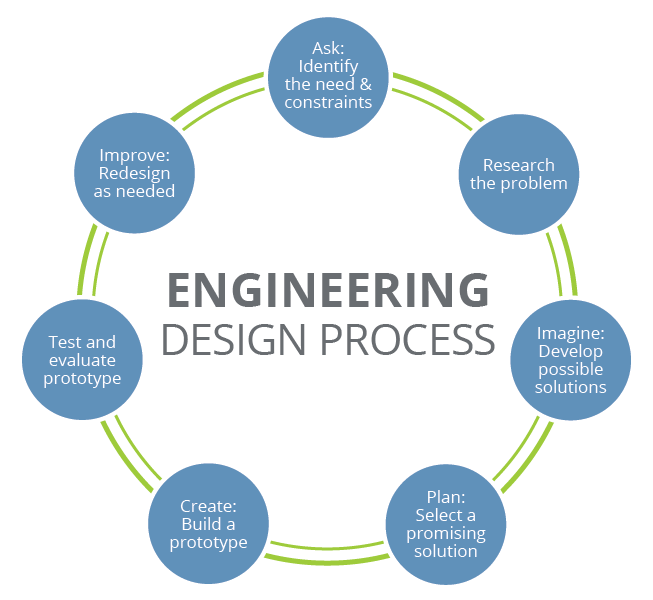 Ask:
Identify
the need &
constraints
Research
the problem
Imagine:
Develop
possible
solutions
Plan:
Select a
promising
solution
Create:
Build a
prototype
Test and
evaluate
prototype
Improve:
Redesign
as needed
ENGINEERING
DESIGN PROCESS